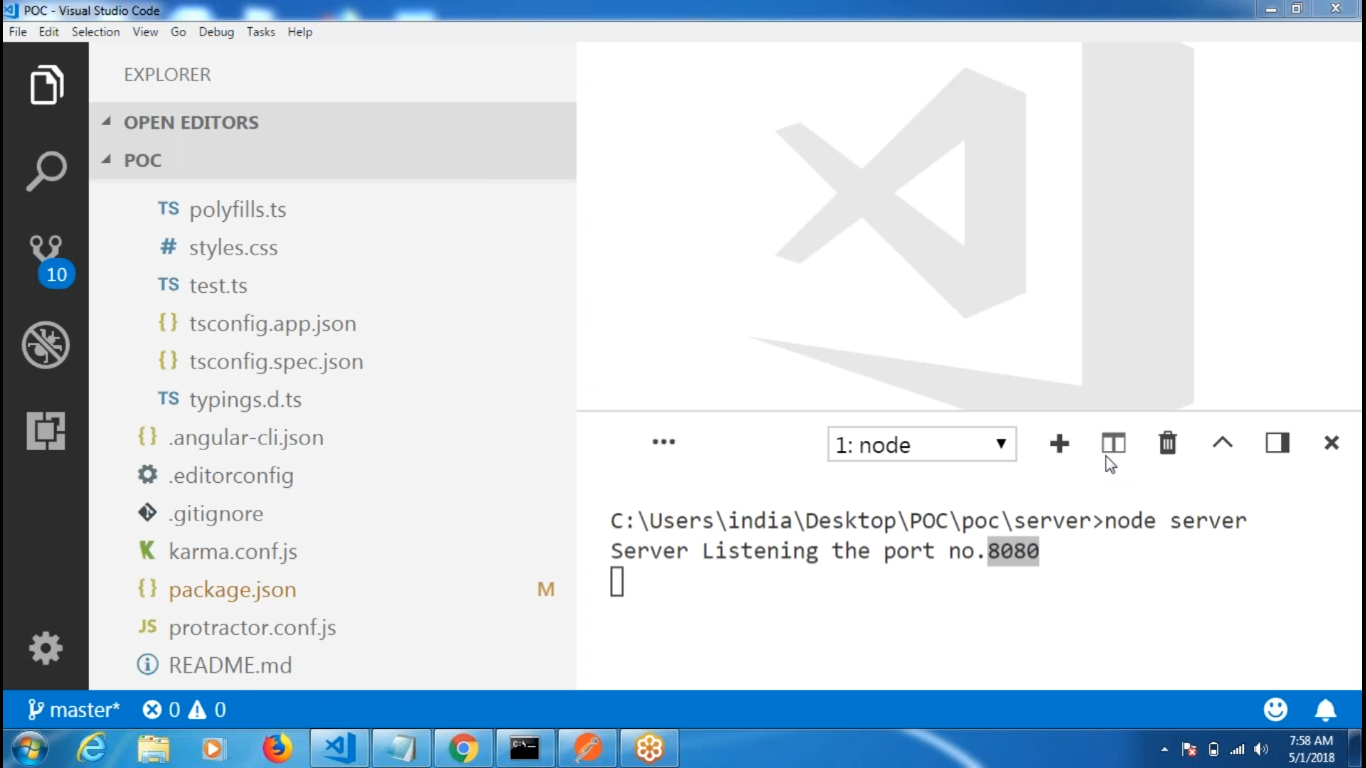 POC - Visual Studio Code
File Edit Selection View Go Debug Tasks Help
EXPLORER
OPEN EDITORS
POC
TS polyfills.ts
# styles.css
TS test.ts
{} tsconfig.app.json
{} tsconfig.spec.json
TS typings.d.ts
{} .angular-cli.json
.editorconfig
.gitignore
K karma.conf.js
{} package.json M
JS protractor.conf.js
README.md
10
1: node
C:\Users\india\Desktop\POC\poc\server>node server
Server Listening the port no.8080
master* 0 0
7:58 AM
5/1/2018